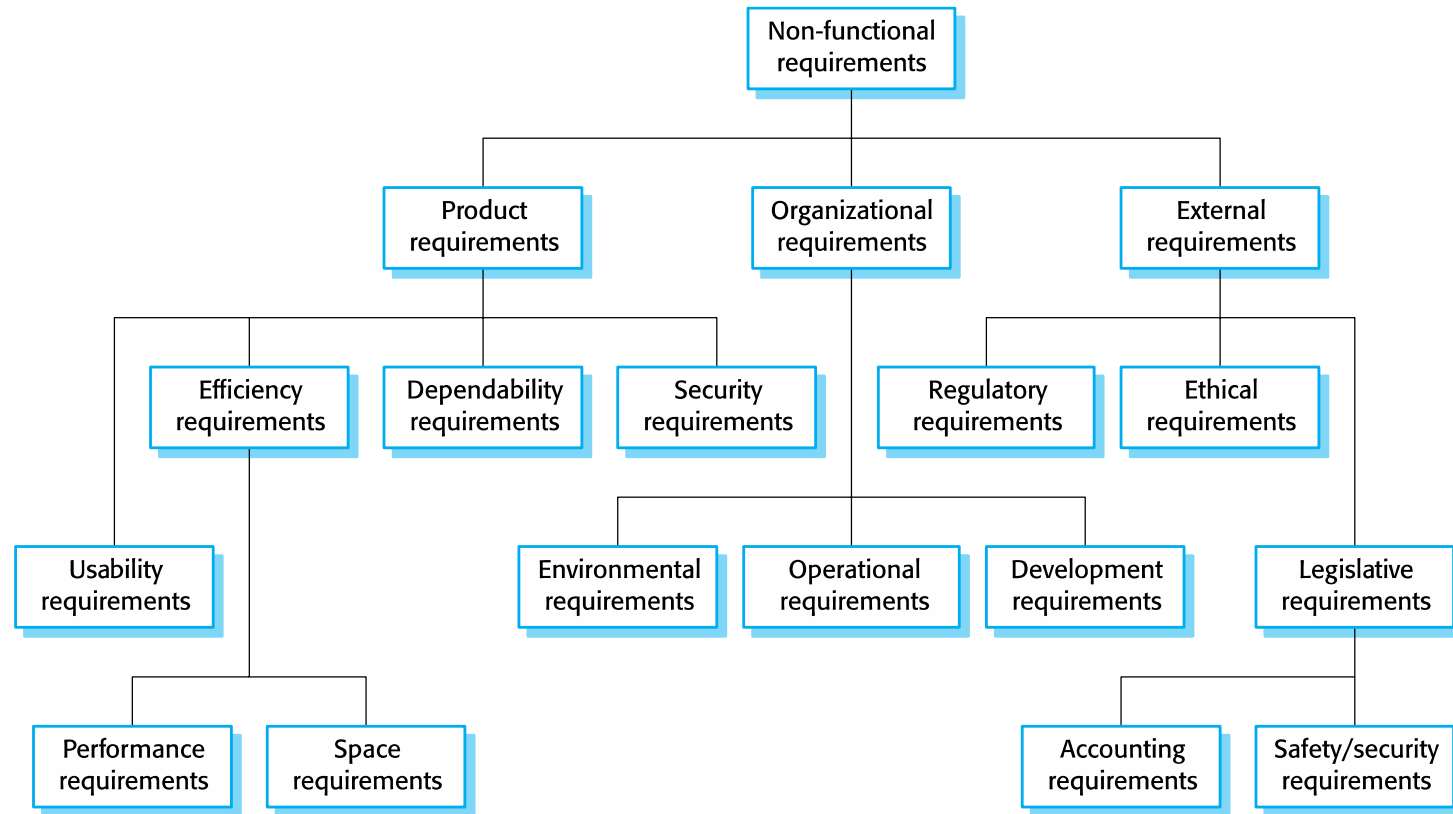 Non-functional
requirements
Product
requirements
Organizational
requirements
External
requirements
Efficiency
requirements
Dependability
requirements
Security
requirements
Regulatory
requirements
Ethical
requirements
Usability
requirements
Environmental
requirements
Operational
requirements
Development
requirements
Legislative
requirements
Performance
requirements
Space
requirements
Accounting
requirements
Safety/security
requirements